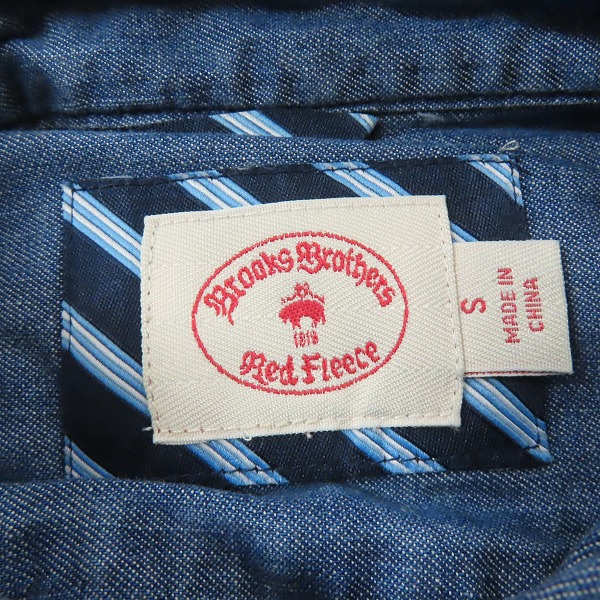 Brooks Brothers
1818
Red Fleece
S
MADE IN
CHINA